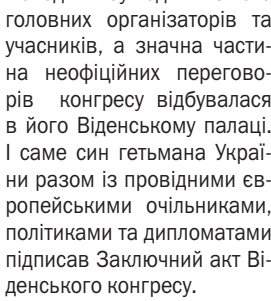 головних організаторів та
учасників, а значна части-
на неофіційних перегово-
рів конгресу відбувалася
в його Віденському палаці.
І саме син гетьмана Украї-
ни разом із провідними єв-
ропейськими очільниками,
політиками та дипломатами
підписав Заключний акт Ві-
денського конгресу.